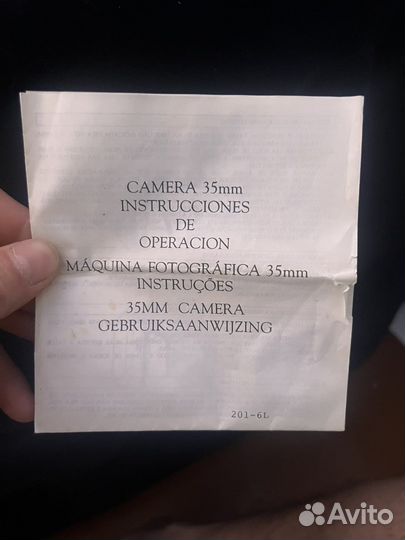 CAMERA 35mm
INSTRUCCIONES
DE
OPERACION
MÁQUINA FOTOGRÁFICA 35mm
INSTRUÇÕES
35MM CAMERA
GEBRUIKSAANWIJZING
201-6L
Avito